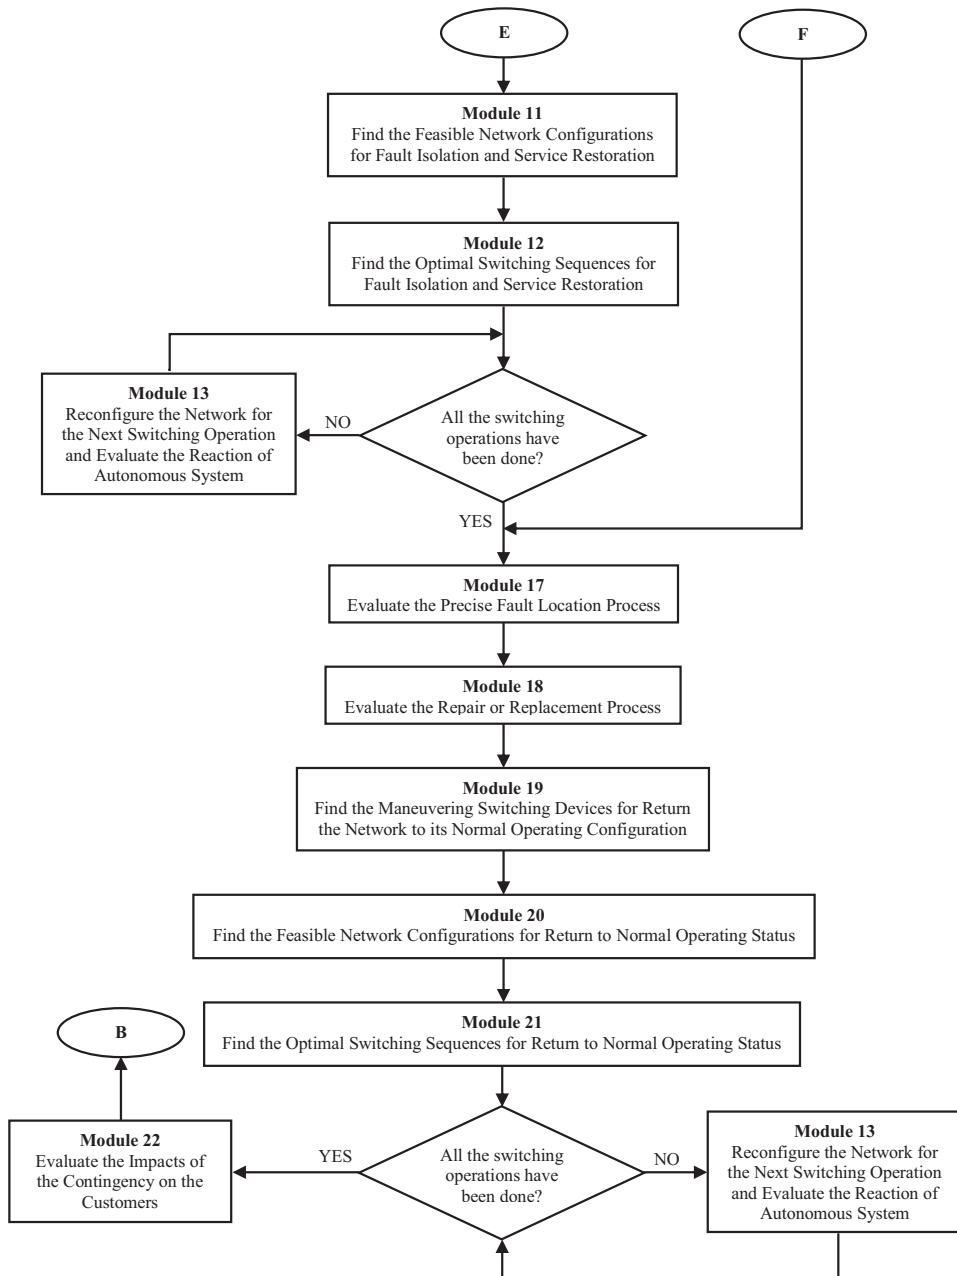 E
F
Module 11
Find the Feasible Network Configurations
for Fault Isolation and Service Restoration
Module 12
Find the Optimal Switching Sequences for
Fault Isolation and Service Restoration
Module 13
Reconfigure the Network for
the Next Switching Operation
and Evaluate the Reaction of
Autonomous System
NO
All the switching
operations have
been done?
YES
Module 17
Evaluate the Precise Fault Location Process
Module 18
Evaluate the Repair or Replacement Process
Module 19
Find the Maneuvering Switching Devices for Return
the Network to its Normal Operating Configuration
Module 20
Find the Feasible Network Configurations for Return to Normal Operating Status
Module 21
Find the Optimal Switching Sequences for Return to Normal Operating Status
B
Module 22
Evaluate the Impacts of
the Contingency on the
Customers
YES
All the switching
operations have
been done?
NO
Module 13
Reconfigure the Network for
the Next Switching Operation
and Evaluate the Reaction of
Autonomous System